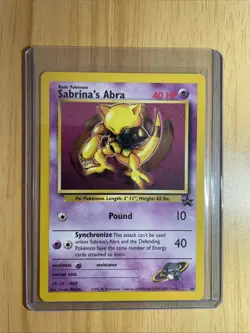 Basic Pokémon
Sabrina's Abra
40 HP
Psi Pokémon. Length: 2' 11", Weight: 43 lbs.
Pound 10
Synchronize This attack can't be used
unless Sabrina's Abra and the Defending
Pokémon have the same number of Energy
cards attached to them.
40
weakness
resistance
retreat cost
19